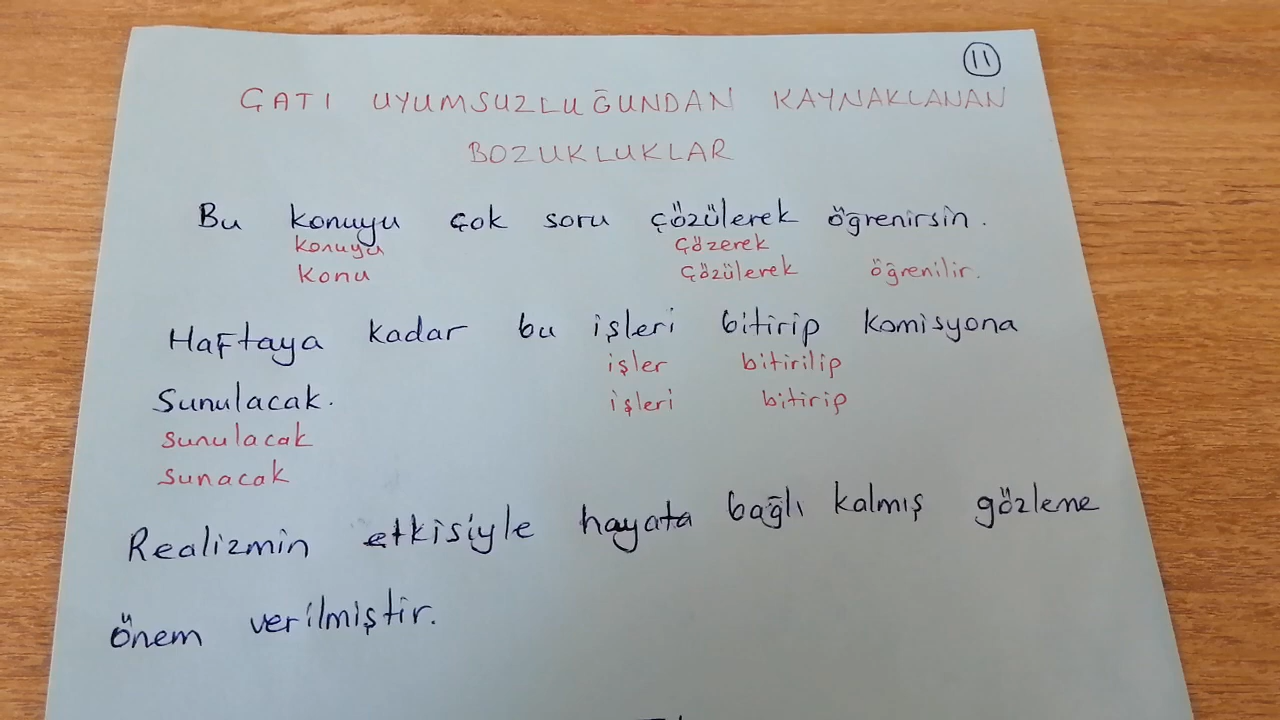 11
ÇATI UYUMSUZLUĞUNDAN KAYNAKLANAN
BOZUKLUKLAR
Bu konuyu çok soru çözülerek öğrenirsin.
konuyu çözerek
konu çözülerek öğrenilir.
Haftaya kadar bu işleri bitirip komisyona
işler bitirilip
Sunulacak. işleri bitirip
sunulacak
sunacak
Realizmin etkisiyle hayata bağlı kalmış gözleme
önem verilmiştir.